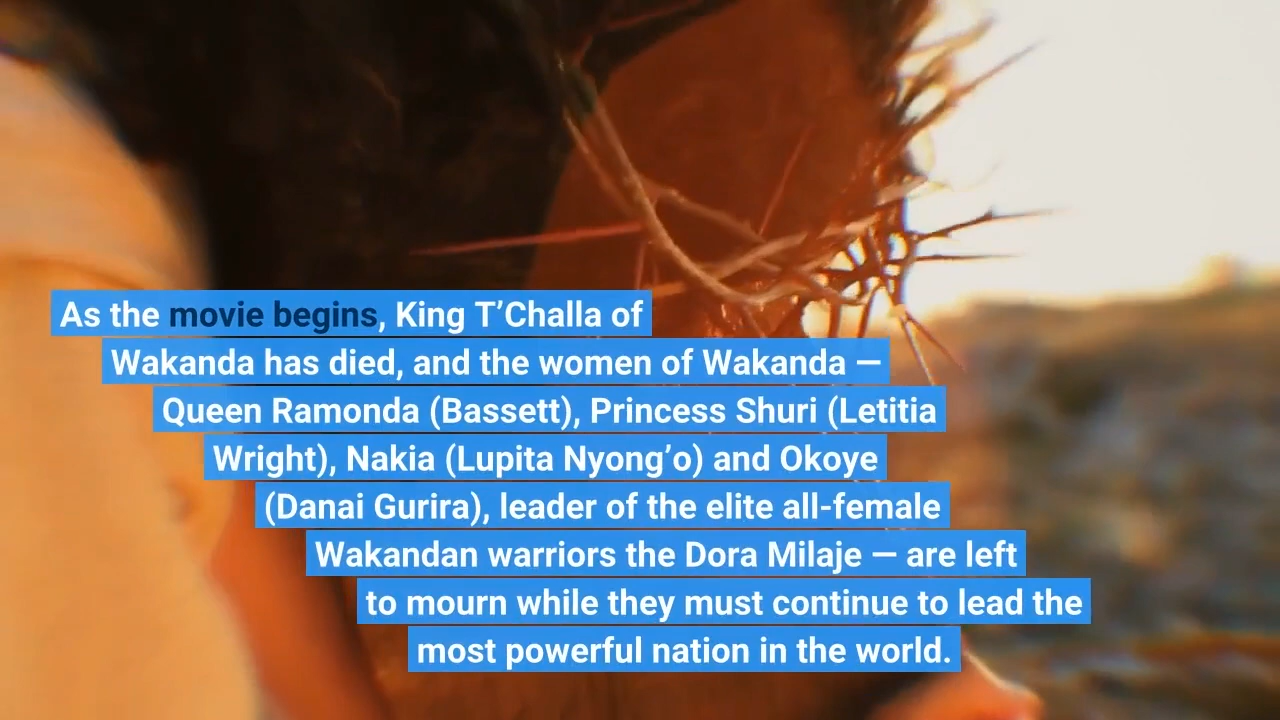 As the movie begins, King T’Challa of
Wakanda has died, and the women of Wakanda —
Queen Ramonda (Bassett), Princess Shuri (Letitia
Wright), Nakia (Lupita Nyong’o) and Okoye
(Danai Gurira), leader of the elite all-female
Wakandan warriors the Dora Milaje — are left
to mourn while they must continue to lead the
most powerful nation in the world.